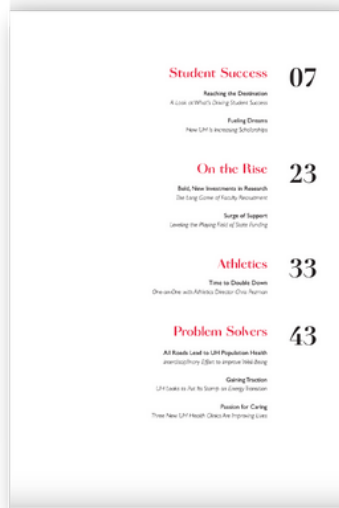 Student Success 07
Reaching the Destination
A Look at What's Driving Student Success
Fueling Dreams
How UH Is Increasing Scholarships
On the Rise 23
Bold, New Investments in Research
The Long Game of Faculty Recruitment
Surge of Support
Leveling the Playing Field of State Funding
Athletics 33
Time to Double Down
One-on-One with Athletics Director Chris Pezman
Problem Solvers 43
All Roads Lead to UH Population Health
Interdisciplinary Effort to Improve Well-Being
Gaining Traction
UH Looks to Put Its Stamp on Energy Transition
Passion for Caring
Three New UH Health Clinics Are Improving Lives